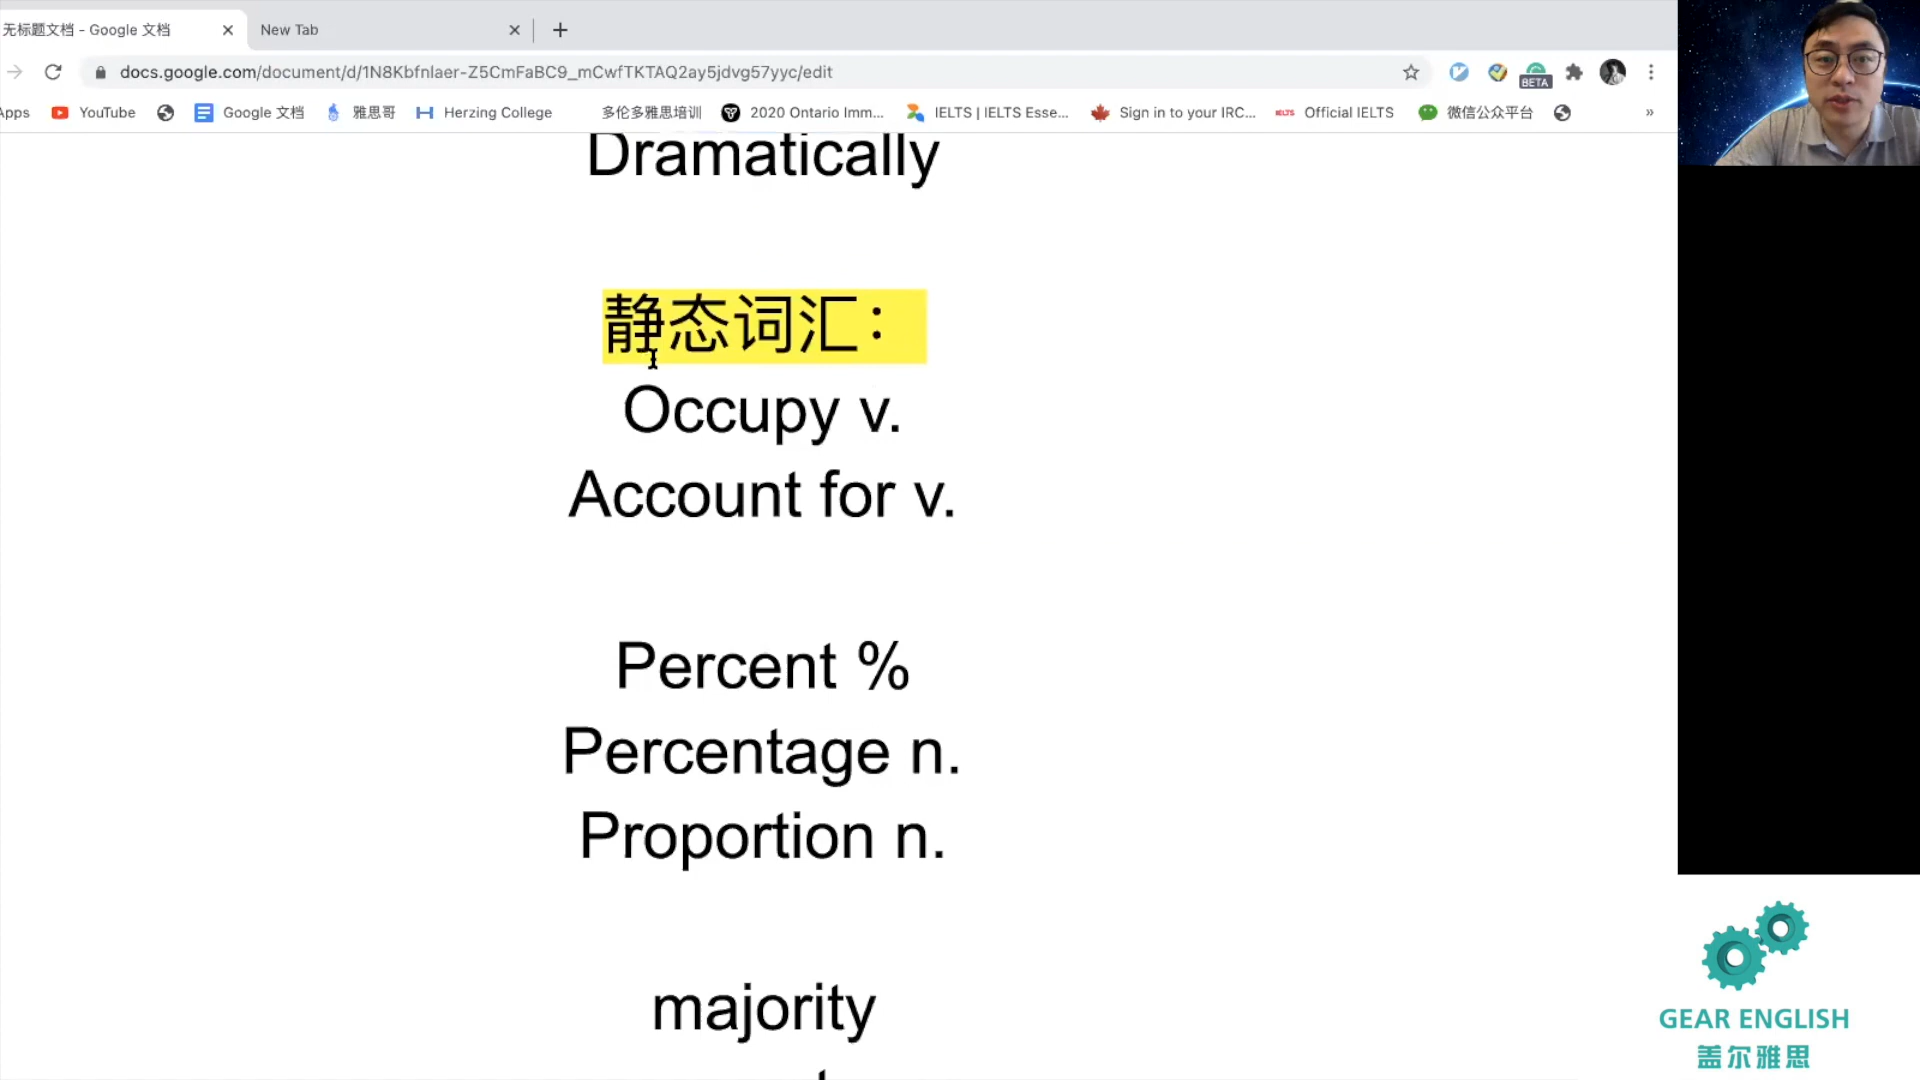 无标题文档 - Google 文档
New Tab
docs.google.com/document/d/1N8Kbfnlaer-Z5CmFaBC9_mCwfTKTAQ2ay5jdvg57yyc/edit
BETA
Apps YouTube Google 文档 雅思哥 Herzing College 多伦多雅思培训 2020 Ontario Imm... IELTS | IELTS Esse... Sign in to your IRC... IELTS Official IELTS 微信公众平台 »
Dramatically
静态词汇：
Occupy v.
Account for v.
Percent %
Percentage n.
Proportion n.
majority
GEAR ENGLISH
盖尔雅思